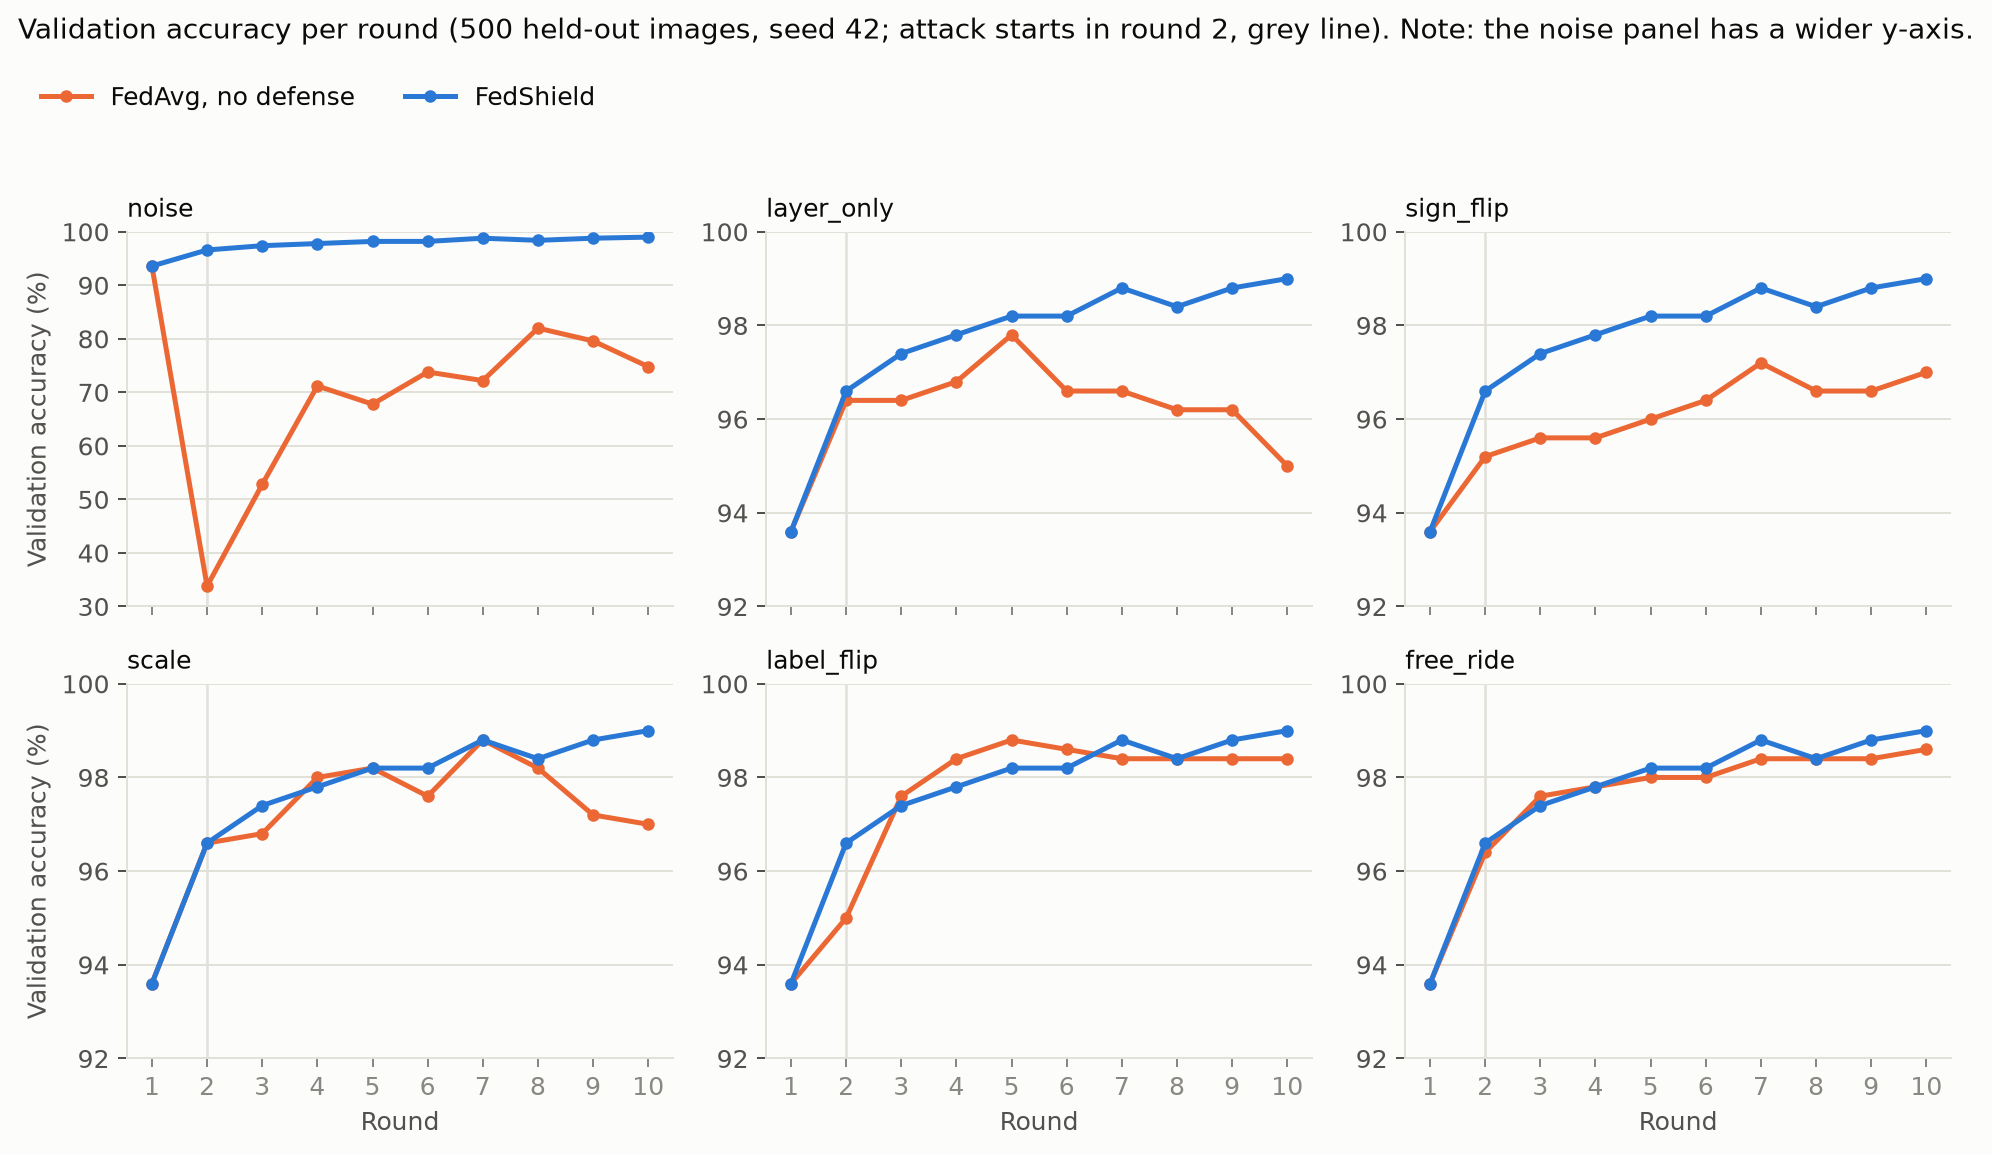 Validation accuracy per round (500 held-out images, seed 42; attack starts in round 2, grey line). Note: the noise panel has a wider y-axis.
FedAvg, no defense
FedShield
noise
100
90
80
70
60
50
40
30
Validation accuracy (%)
layer_only
100
98
96
94
92
sign_flip
100
98
96
94
92
scale
100
98
96
94
92
Validation accuracy (%)
1 2 3 4 5 6 7 8 9 10
Round
label_flip
100
98
96
94
92
1 2 3 4 5 6 7 8 9 10
Round
free_ride
100
98
96
94
92
1 2 3 4 5 6 7 8 9 10
Round